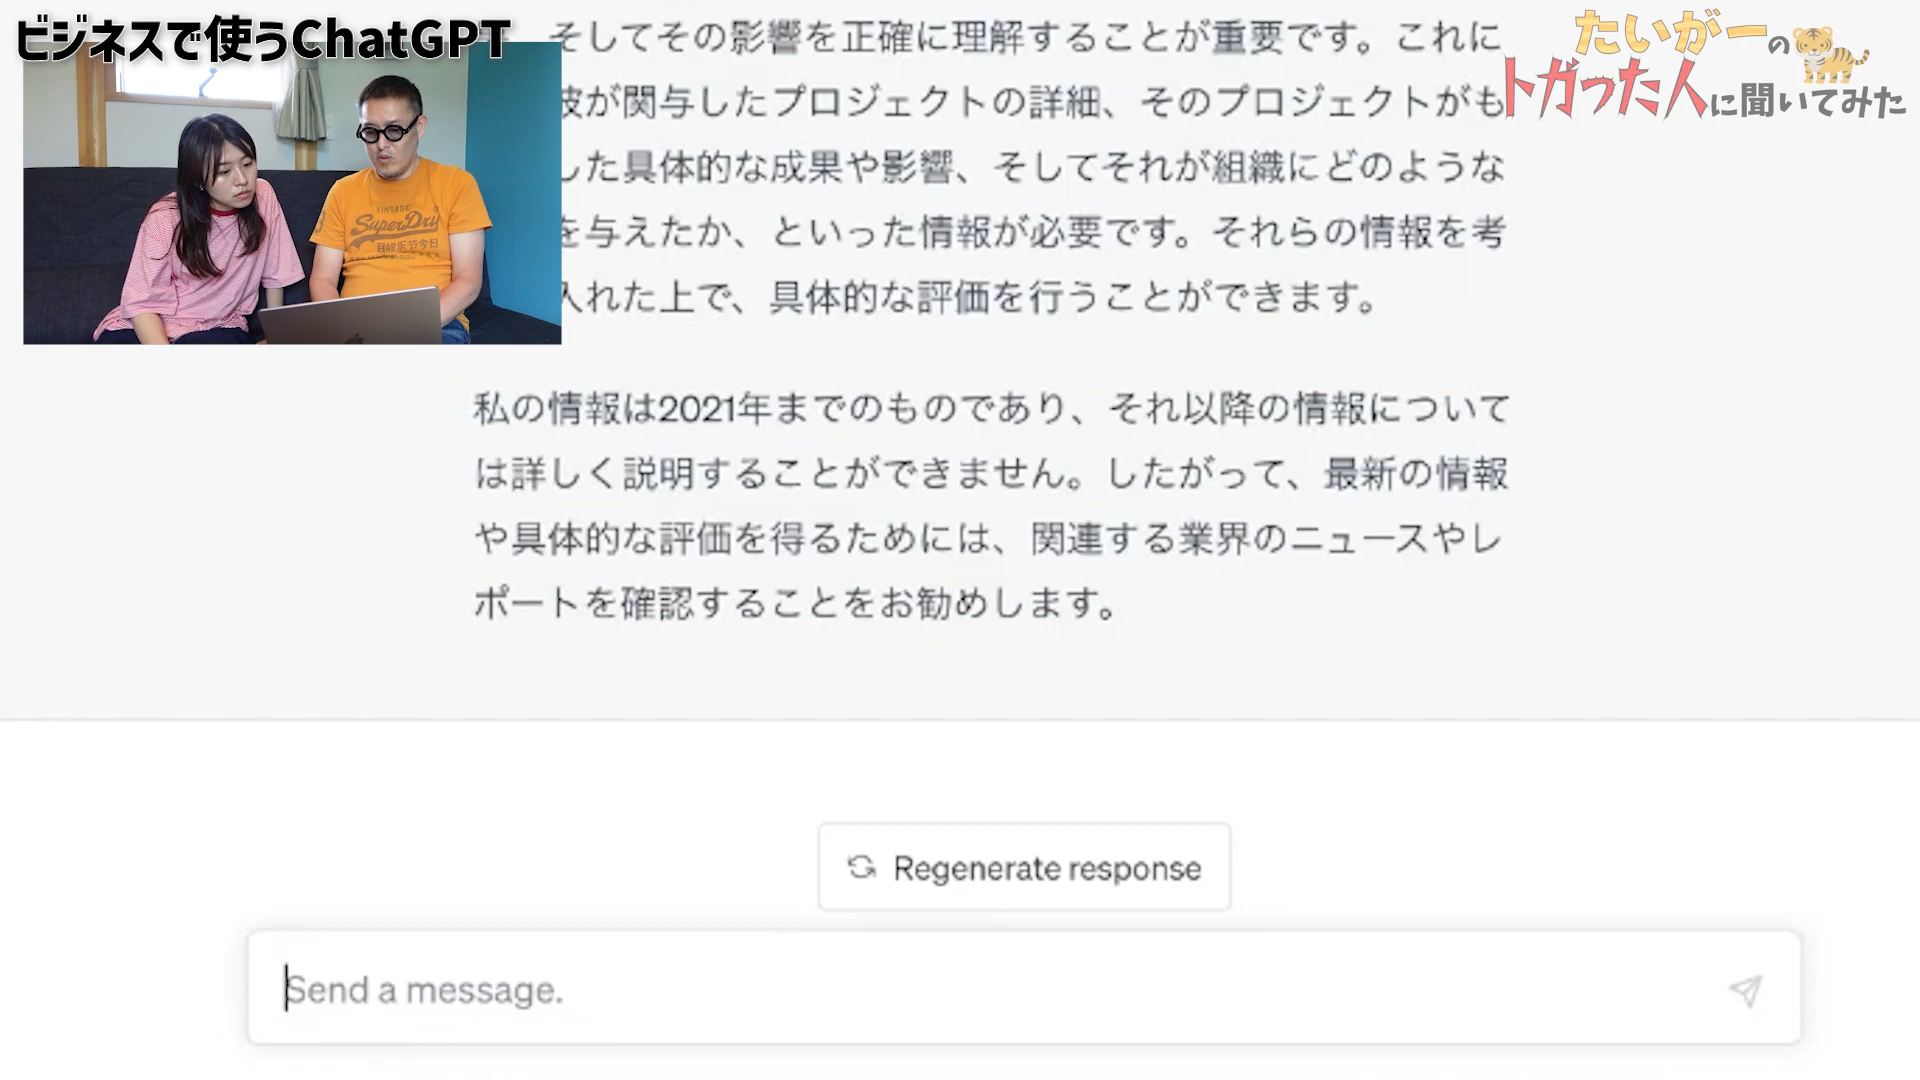 ビジネスで使うChatGPT
たいがーの
トガった人に聞いてみた
そしてその影響を正確に理解することが重要です。これに
彼が関与したプロジェクトの詳細、そのプロジェクトがも
した具体的な成果や影響、そしてそれが組織にどのような
を与えたか、といった情報が必要です。それらの情報を考
入れた上で、具体的な評価を行うことができます。
私の情報は2021年までのものであり、それ以降の情報について
は詳しく説明することができません。したがって、最新の情報
や具体的な評価を得るためには、関連する業界のニュースやレ
ポートを確認することをお勧めします。
VINTAGE
SuperDry
Regenerate response
Send a message.